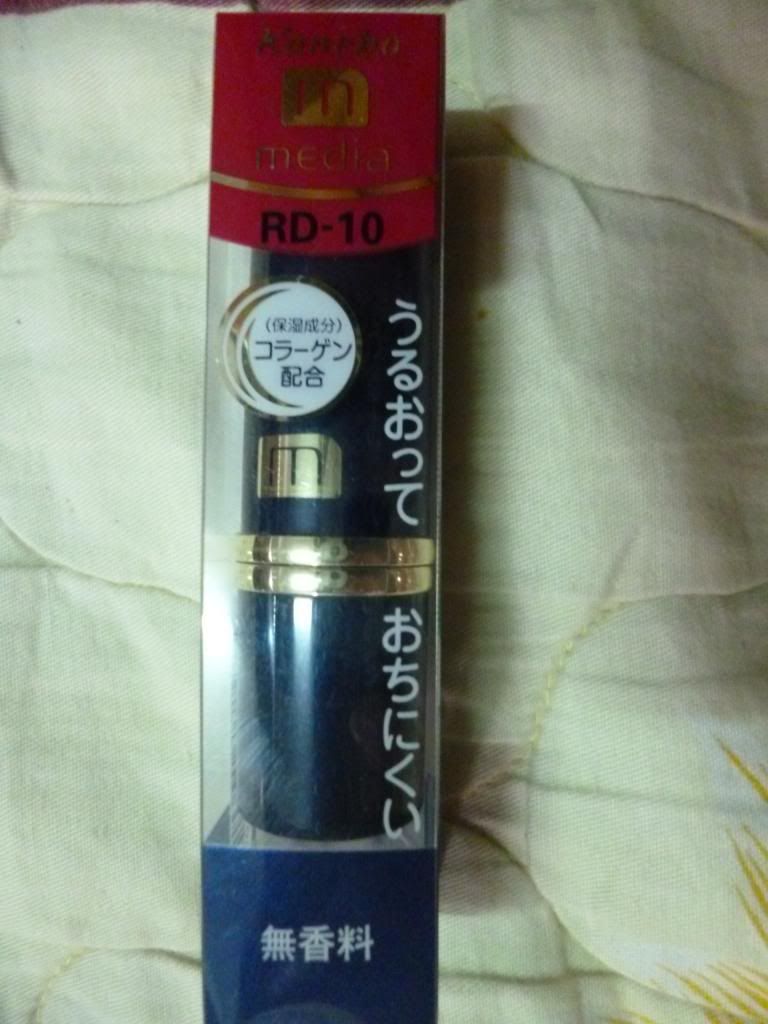 Kanebo
m
media
RD-10
(保湿成分)
コラーゲン
配合
うるおって おちにくい
m
無香料